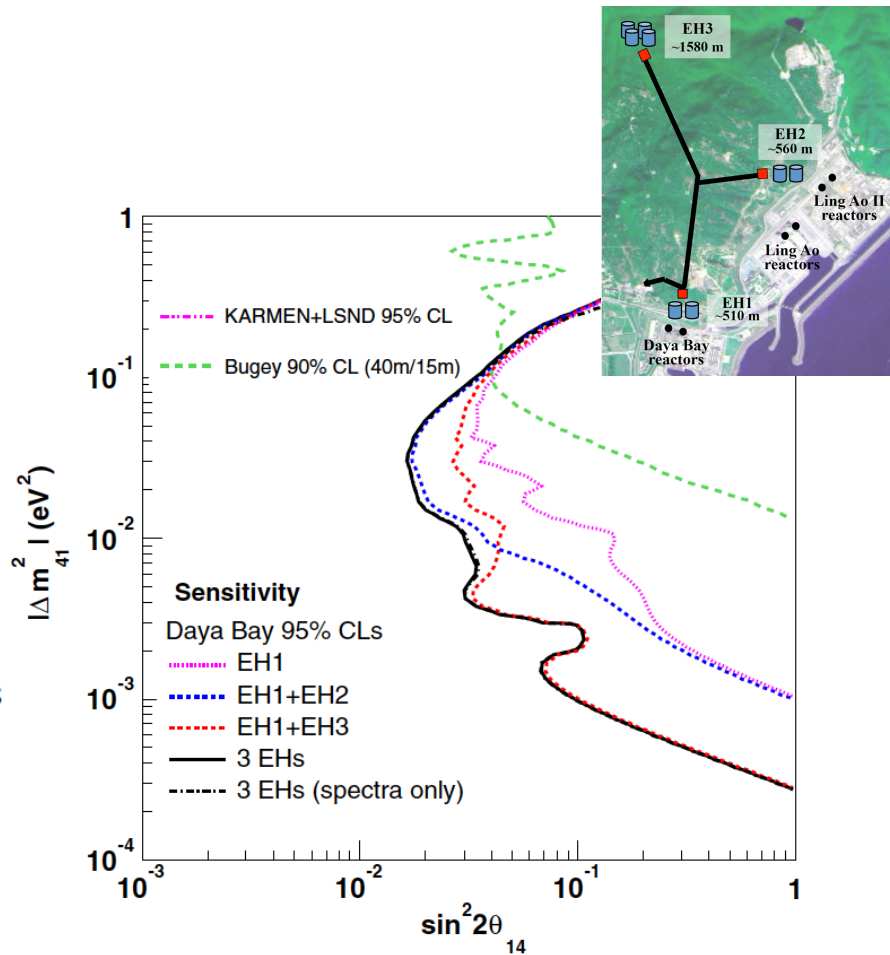 EH3
~1580 m
EH2
~560 m
Ling Ao II
reactors
Ling Ao
reactors
EH1
~510 m
Daya Bay
reactors
1
KARMEN+LSND 95% CL
Bugey 90% CL (40m/15m)
10⁻¹
|Δm²₄₁| (eV²)
10⁻²
Sensitivity
Daya Bay 95% CLs
EH1
EH1+EH2
10⁻³
EH1+EH3
3 EHs
3 EHs (spectra only)
10⁻⁴
10⁻³ 10⁻² 10⁻¹ 1
sin²2θ₁₄